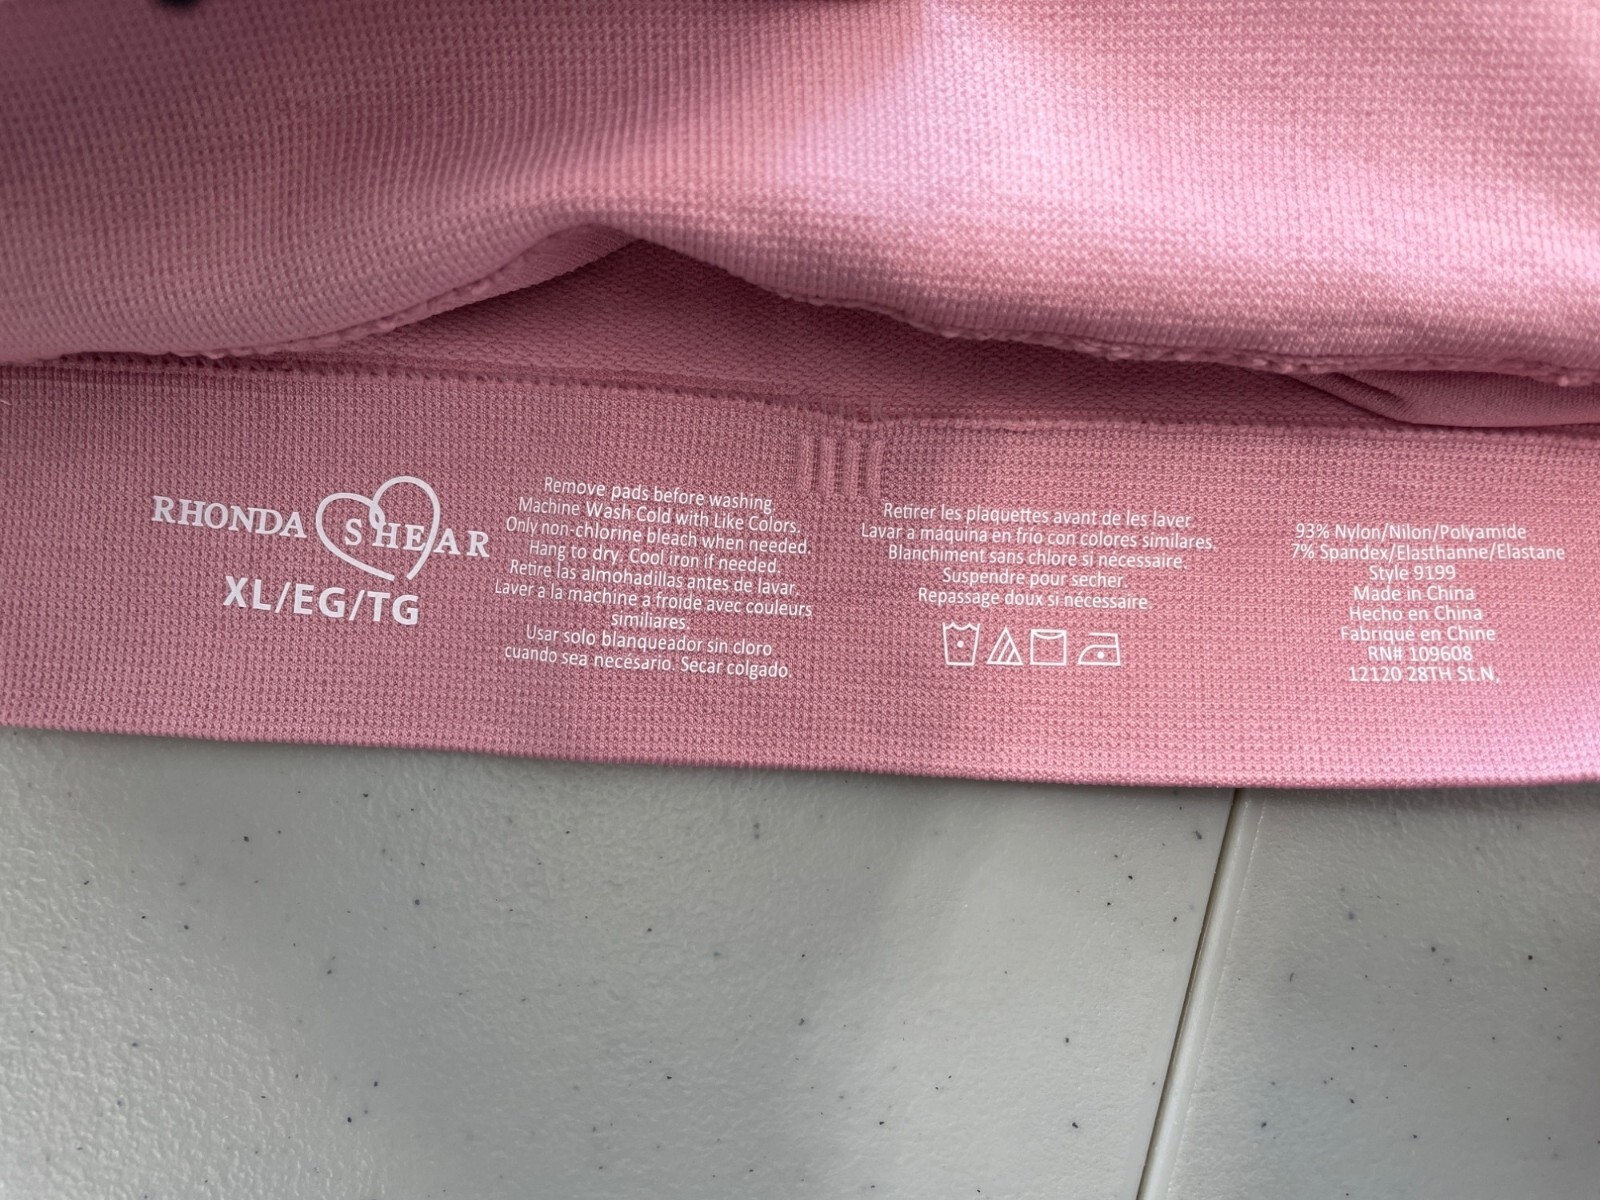 RHONDA SHEAR
XL/EG/TG
Remove pads before washing
Machine Wash Cold with Like Colors.
Only non-chlorine bleach when needed.
Hang to dry. Cool iron if needed.
Retire las almohadillas antes de lavar.
Laver a la machine a froide avec couleurs
similiares.
Usar solo blanqueador sin cloro
cuando sea necesario. Secar colgado.
Retirer les plaquettes avant de les laver.
Lavar a maquina en frio con colores similares.
Blanchiment sans chlore si nécessaire.
Suspendre pour secher.
Repassage doux si nécessaire.
93% Nylon/Nilon/Polyamide
7% Spandex/Elasthanne/Elastane
Style 9199
Made in China
Hecho en China
Fabriqué en Chine
RN# 109608
12120 28TH St.N,